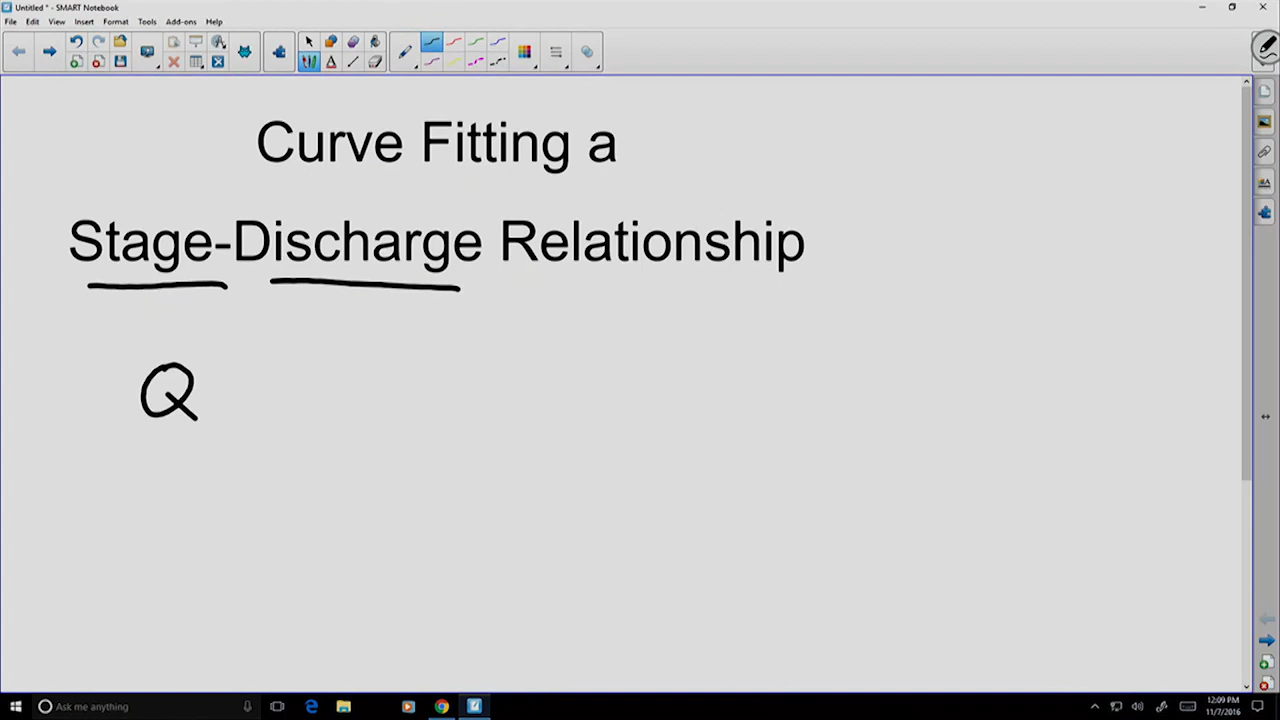 Untitled * - SMART Notebook
File Edit View Insert Format Tools Add-ons Help
Curve Fitting a
Stage-Discharge Relationship
Q
Ask me anything
12:09 PM
11/7/2016